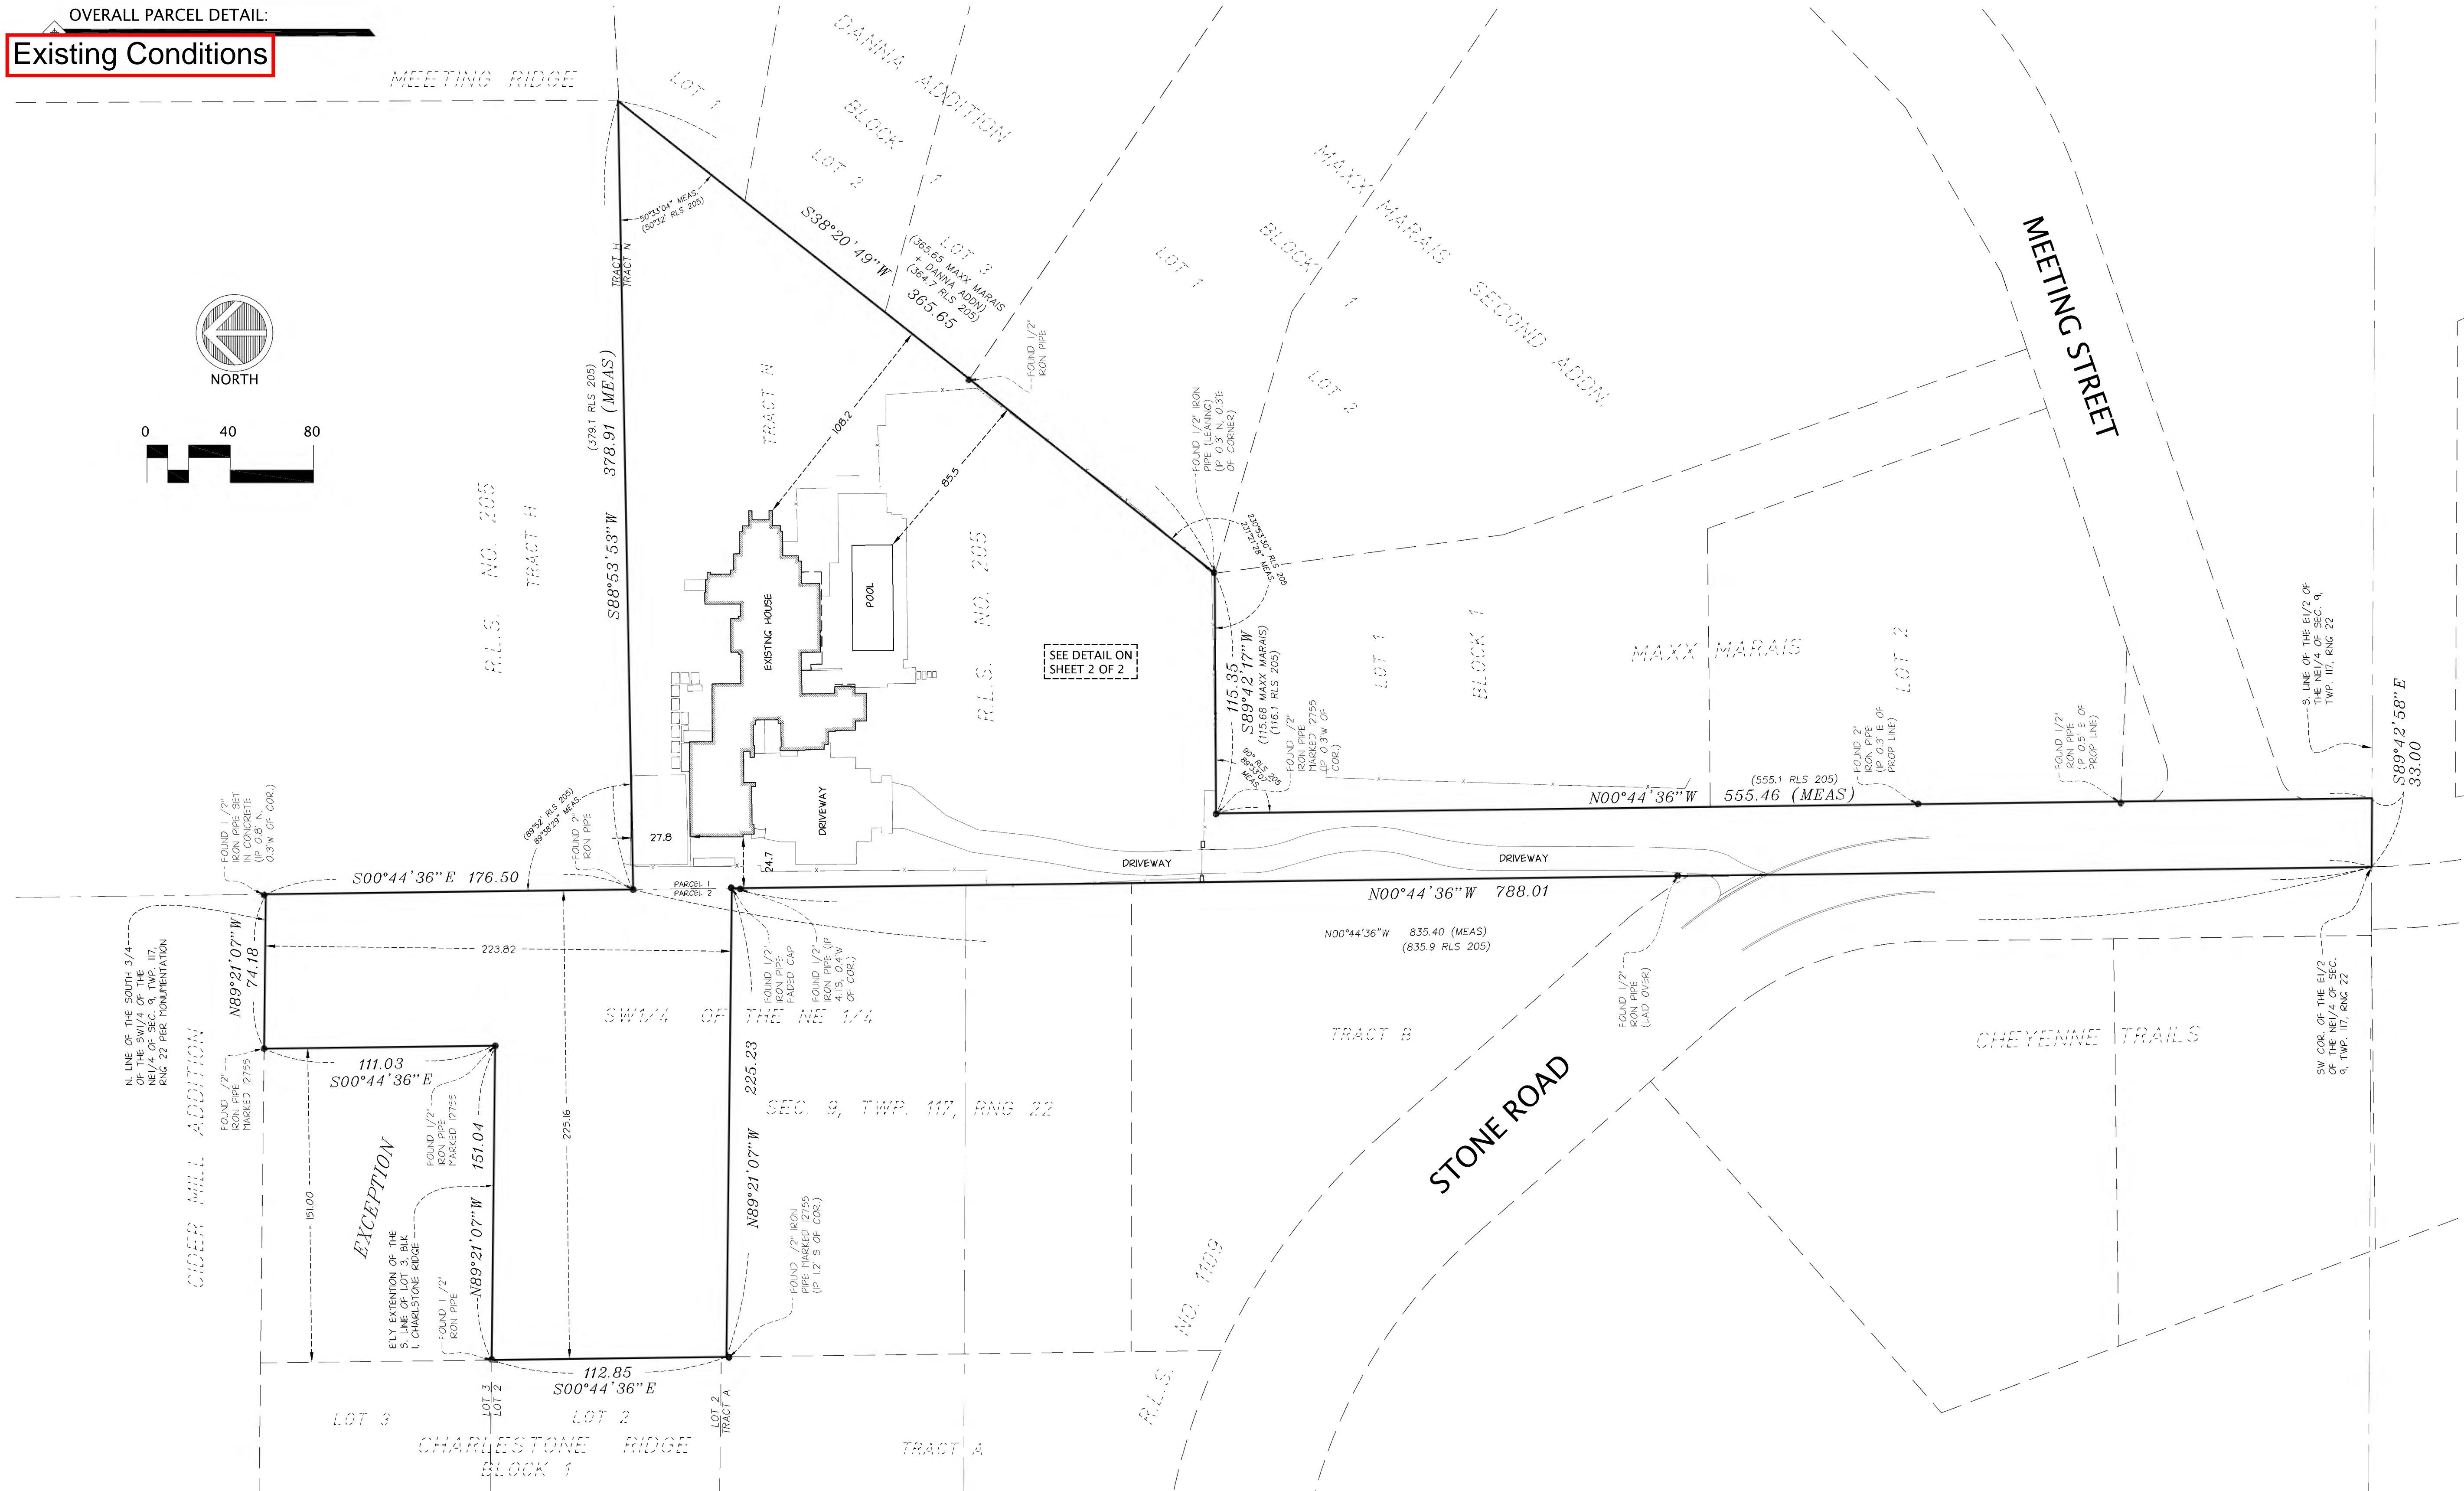 OVERALL PARCEL DETAIL:
Existing Conditions
MEETING RIDGE
LOT 1
DANNA ADDITION
BLOCK 1
LOT 2
LOT 3
50°33'04" MEAS.
(50°32' RLS 205)
TRACT H
TRACT N
S38°20'49"W
365.65
(365.65 MAXX MARAIS
+ DANNA ADDN)
(364.7 RLS 205)
MAXX MARAIS SECOND ADDN.
BLOCK 1
LOT 1
LOT 2
MEETING STREET
NORTH
0 40 80
(379.1 RLS 205)
378.91 (MEAS)
S88°53'53"W
R.L.S. NO. 205
TRACT H
TRACT N
108.2
85.5
FOUND 1/2"
IRON PIPE
FOUND 1/2" IRON
PIPE (LEANING)
(IP 0.3' N, 0.3'E
OF CORNER)
230°53'30" RLS 205
231°21'28" MEAS.
EXISTING HOUSE
POOL
R.L.S. NO. 205
SEE DETAIL ON
SHEET 2 OF 2
115.35
S89°42'17"W
(115.68 MAXX MARAIS)
(116.1 RLS 205)
90° RLS 205
89°33'07"
MEAS.
FOUND 1/2"
IRON PIPE
MARKED 12755
(IP 0.3'W OF
COR.)
LOT 1
BLOCK 1
MAXX MARAIS
LOT 2
FOUND 2"
IRON PIPE
(IP 0.3' E OF
PROP LINE)
FOUND 1/2"
IRON PIPE
(IP 0.5' E OF
PROP LINE)
S. LINE OF THE E1/2 OF
THE NE1/4 OF SEC. 9,
TWP. 117, RNG 22
S89°42'58"E
33.00
(555.1 RLS 205)
N00°44'36"W 555.46 (MEAS)
DRIVEWAY
DRIVEWAY
DRIVEWAY
27.8
24.7
(89°52' RLS 205)
89°38'29" MEAS.
FOUND 2"
IRON PIPE
FOUND 1/2"
IRON PIPE SET
IN CONCRETE
(IP 0.8' N,
0.3'W OF COR.)
S00°44'36"E 176.50
PARCEL 1
PARCEL 2
N00°44'36"W 788.01
N00°44'36"W 835.40 (MEAS)
(835.9 RLS 205)
N. LINE OF THE SOUTH 3/4
OF THE SW1/4 OF THE
NE1/4 OF SEC. 9, TWP. 117,
RNG 22 PER MONUMENTATION
N89°21'07"W
74.18
223.82
FOUND 1/2"
IRON PIPE
FADED CAP
FOUND 1/2"
IRON PIPE (IP
4.1'S, 0.4'W
OF COR.)
SW1/4 OF THE NE 1/4
SEC. 9, TWP. 117, RNG 22
TRACT B
FOUND 1/2"
IRON PIPE
(LAID OVER)
CHEYENNE TRAILS
SW COR. OF THE E1/2
OF THE NE1/4 OF SEC.
9, TWP. 117, RNG 22
STONE ROAD
CIDER MILL ADDITION
FOUND 1/2"
IRON PIPE
MARKED 12755
111.03
S00°44'36"E
FOUND 1/2"
IRON PIPE
MARKED 12755
151.04
N89°21'07"W
225.16
225.23
N89°21'07"W
151.00
EXCEPTION
E'LY EXTENTION OF THE
S. LINE OF LOT 3, BLK
1, CHARLSTONE RIDGE
FOUND 1/2"
IRON PIPE
FOUND 1/2" IRON
PIPE MARKED 12755
(IP 1.2' S OF COR.)
112.85
S00°44'36"E
LOT 3
LOT 2
LOT 2
TRACT A
LOT 3
LOT 2
CHARLESTONE RIDGE
BLOCK 1
TRACT A
R.L.S. NO. 1109